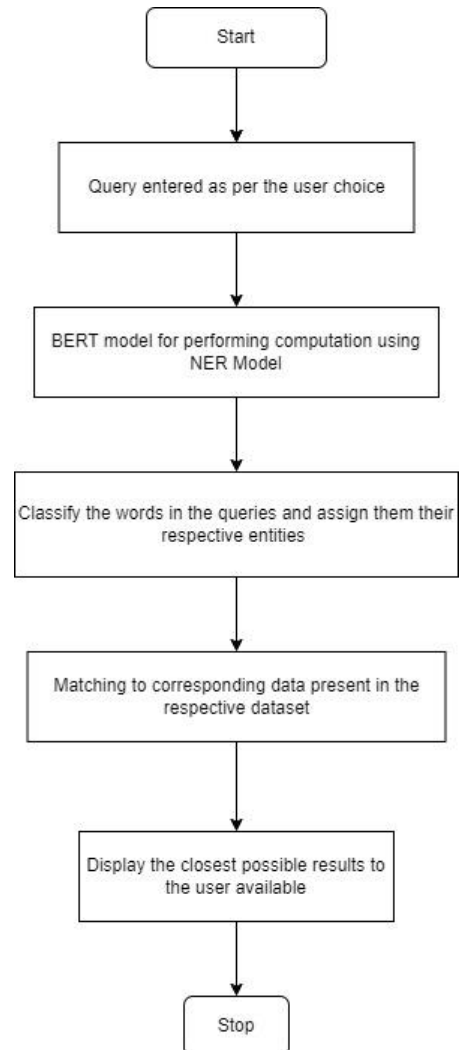 Start
Query entered as per the user choice
BERT model for performing computation using
NER Model
Classify the words in the queries and assign them their
respective entities
Matching to corresponding data present in the
respective dataset
Display the closest possible results to
the user available
Stop